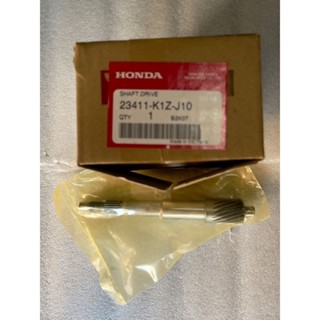 HONDA
SHAFT,DRIVE
23411-K1Z-J10
QTY 1